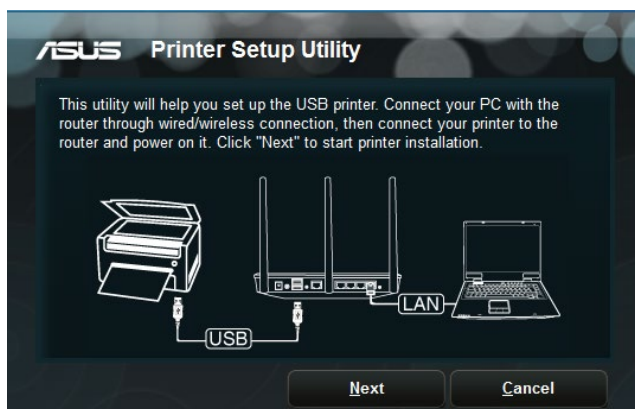 ASUS Printer Setup Utility
This utility will help you set up the USB printer. Connect your PC with the
router through wired/wireless connection, then connect your printer to the
router and power on it. Click "Next" to start printer installation.
LAN
USB
Next
Cancel